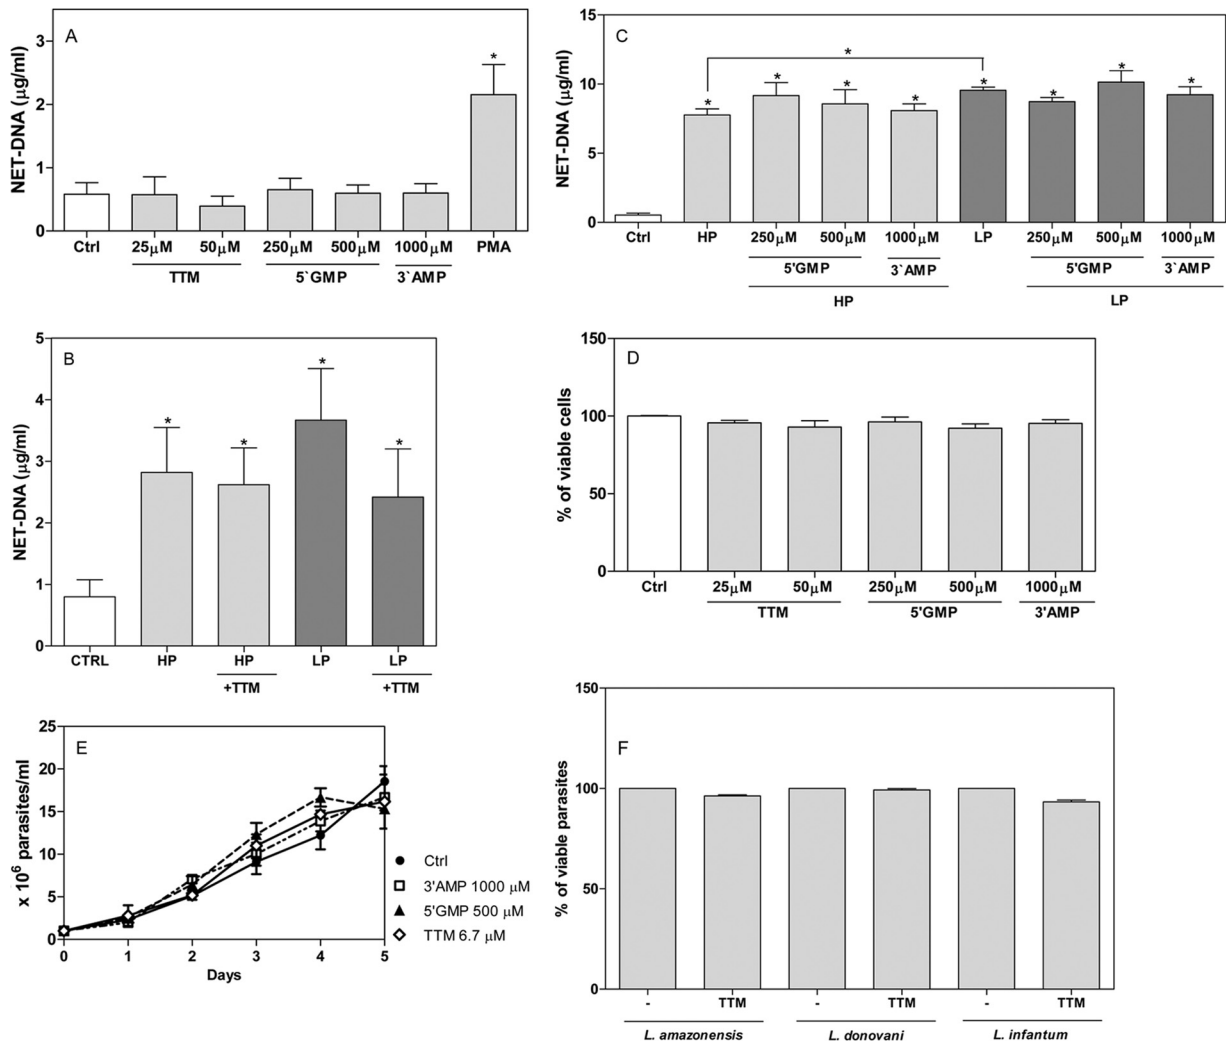 A
NET-DNA (μg/ml)
3
2
1
0
*
Ctrl 25μM 50μM 250μM 500μM 1000μM PMA
TTM 5`GMP 3`AMP
C
NET-DNA (μg/ml)
15
10
5
0
*
* * * * * * * *
Ctrl HP 250μM 500μM 1000μM LP 250μM 500μM 1000μM
5'GMP 3`AMP 5'GMP 3`AMP
HP LP
B
NET-DNA (μg/ml)
5
4
3
2
1
0
* * * *
CTRL HP HP LP LP
+TTM +TTM
D
% of viable cells
150
100
50
0
Ctrl 25μM 50μM 250μM 500μM 1000μM
TTM 5'GMP 3'AMP
E
x 10⁶ parasites/ml
25
20
15
10
5
0
0 1 2 3 4 5
Days
Ctrl
3'AMP 1000 μM
5'GMP 500 μM
TTM 6.7 μM
F
% of viable parasites
150
100
50
0
- TTM - TTM - TTM
L. amazonensis L. donovani L. infantum